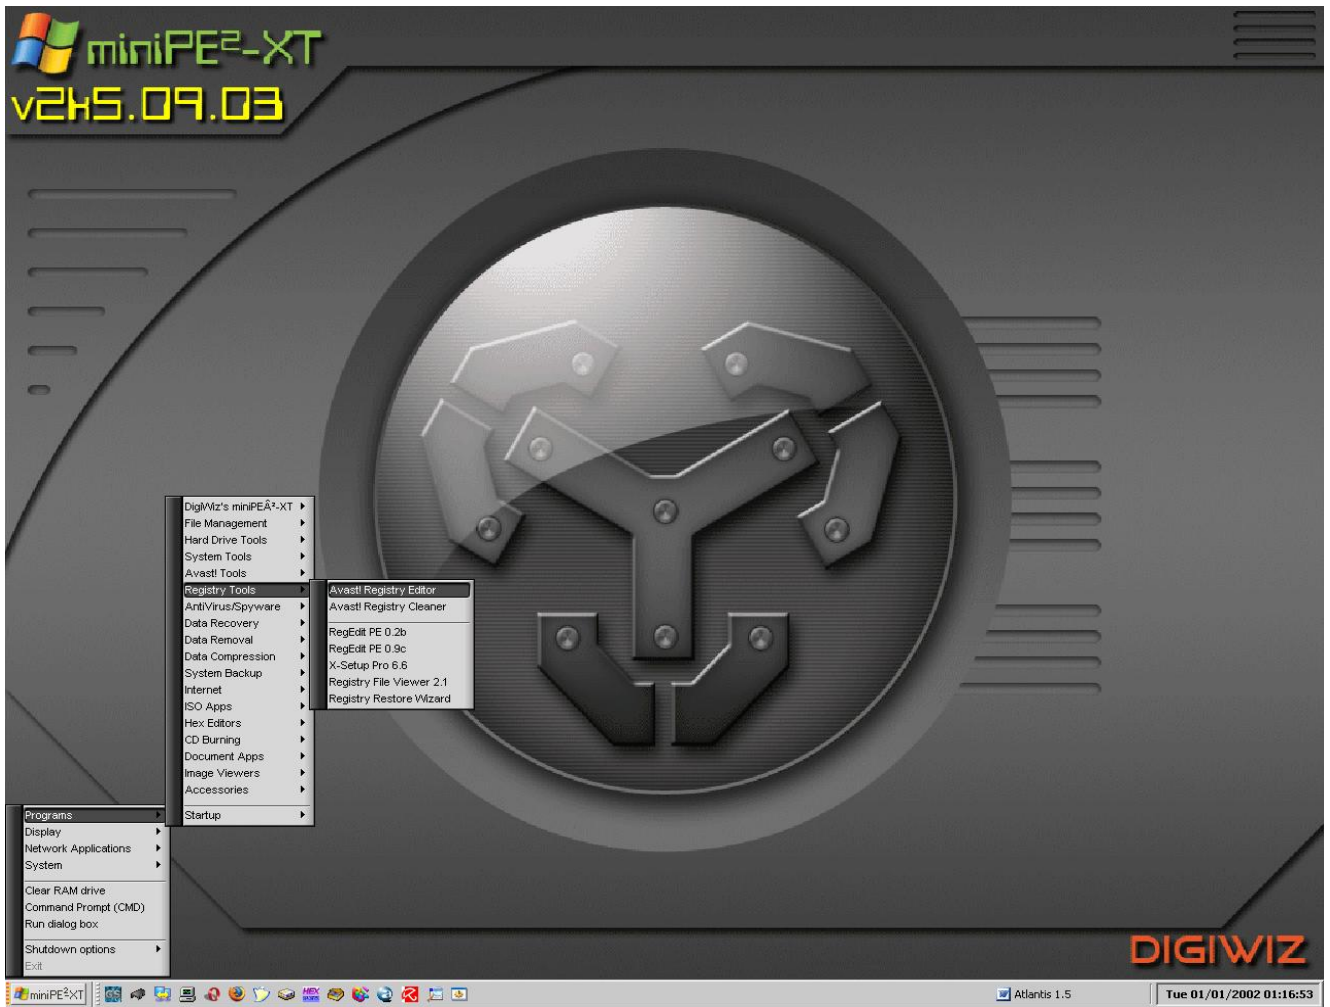 miniPE²-XT
v2k5.09.03
DigiWiz's miniPEÂ²-XT
File Management
Hard Drive Tools
System Tools
Avast! Tools
Registry Tools
AntiVirus/Spyware
Data Recovery
Data Removal
Data Compression
System Backup
Internet
ISO Apps
Hex Editors
CD Burning
Document Apps
Image Viewers
Accessories
Startup
Avast! Registry Editor
Avast! Registry Cleaner
RegEdit PE 0.2b
RegEdit PE 0.9c
X-Setup Pro 6.6
Registry File Viewer 2.1
Registry Restore Wizard
Programs
Display
Network Applications
System
Clear RAM drive
Command Prompt (CMD)
Run dialog box
Shutdown options
Exit
DIGIWIZ
miniPE²XT
HEX
Atlantis 1.5
Tue 01/01/2002 01:16:53